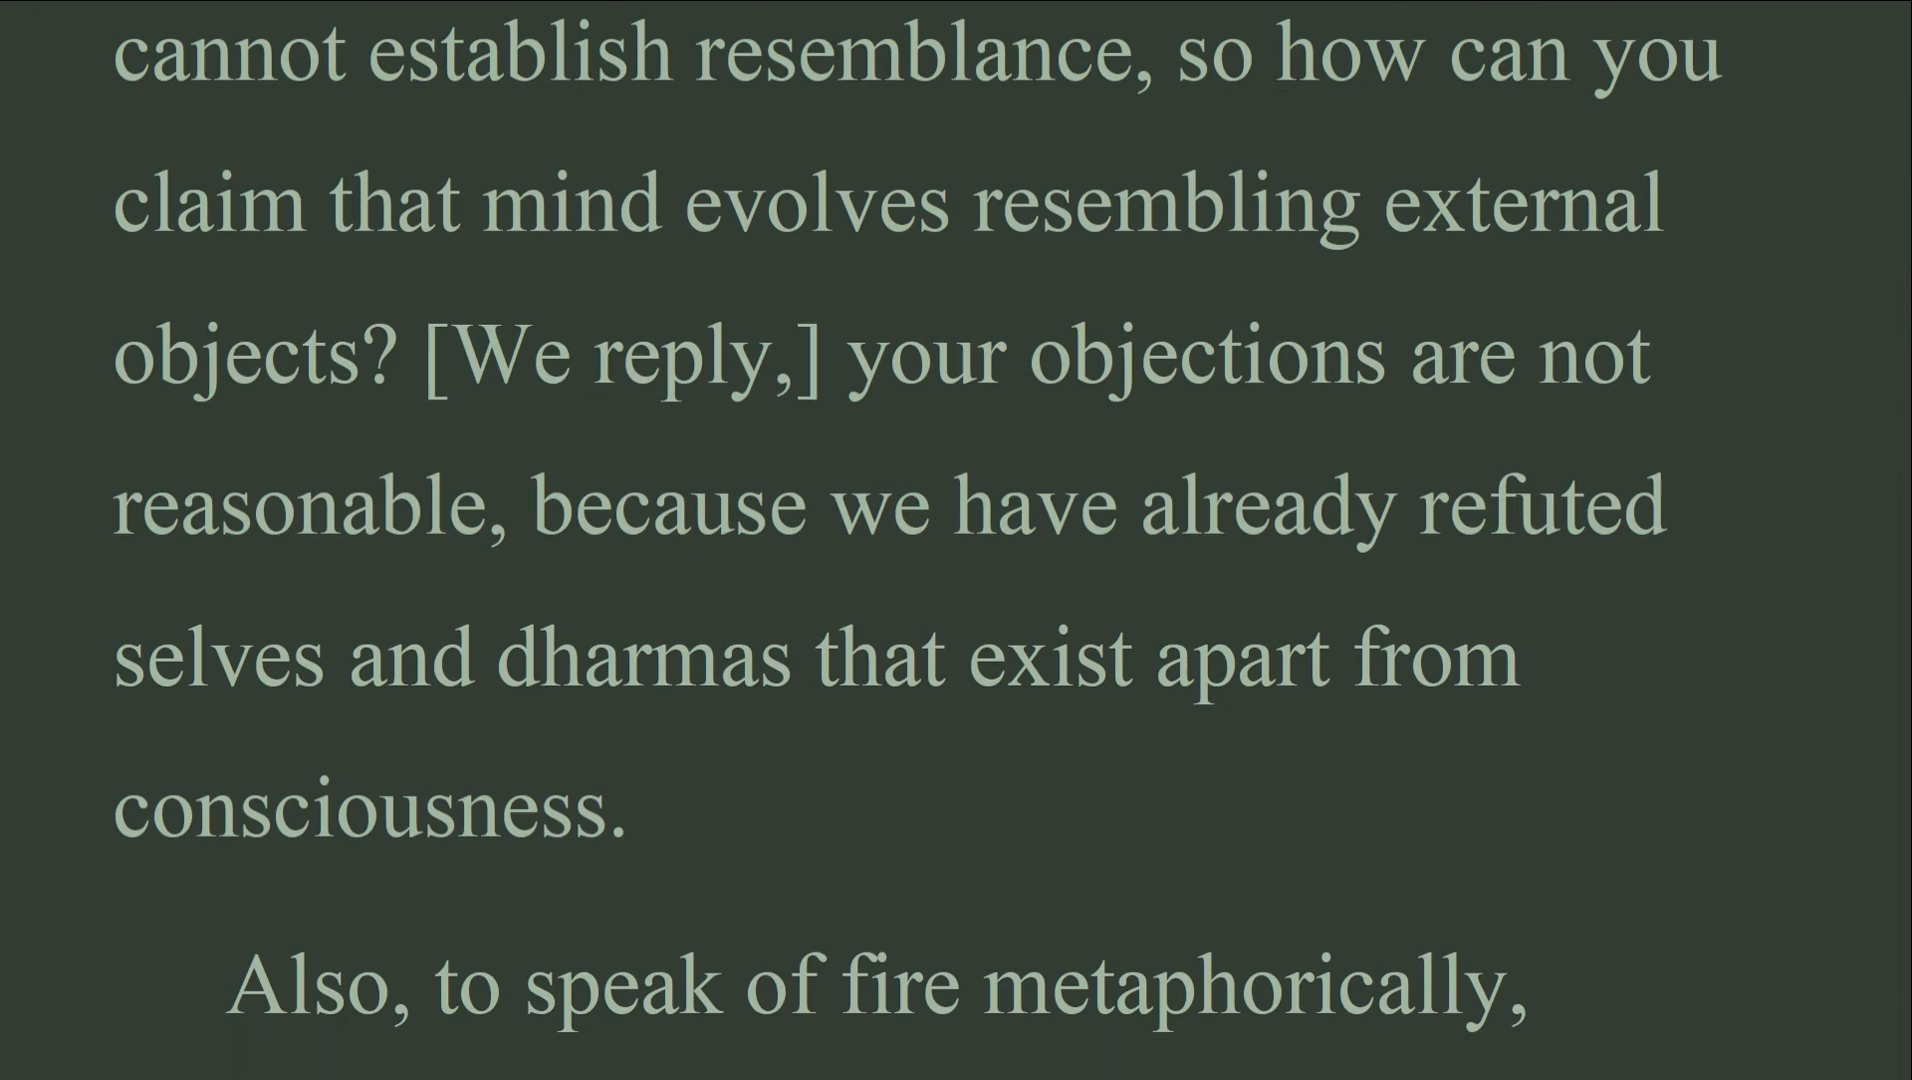 cannot establish resemblance, so how can you
claim that mind evolves resembling external
objects? [We reply,] your objections are not
reasonable, because we have already refuted
selves and dharmas that exist apart from
consciousness.
Also, to speak of fire metaphorically,